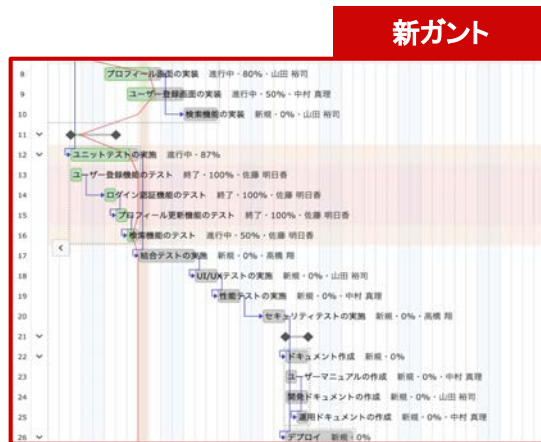 新ガント
8 プロフィール画面の実装 進行中・80%・山田 裕司
9 ユーザー登録画面の実装 進行中・50%・中村 真理
10 検索機能の実装 新規・0%・山田 裕司
11
12 ユニットテストの実施 進行中・87%
13 ユーザー登録機能のテスト 終了・100%・佐藤 明日香
14 ログイン認証機能のテスト 終了・100%・佐藤 明日香
15 プロフィール更新機能のテスト 終了・100%・佐藤 明日香
16 検索機能のテスト 進行中・50%・佐藤 明日香
17 結合テストの実施 新規・0%・高橋 翔
18 UI/UXテストの実施 新規・0%・山田 裕司
19 性能テストの実施 新規・0%・中村 真理
20 セキュリティテストの実施 新規・0%・高橋 翔
21
22 ドキュメント作成 新規・0%
23 ユーザーマニュアルの作成 新規・0%・中村 真理
24 開発ドキュメントの作成 新規・0%・山田 裕司
25 運用ドキュメントの作成 新規・0%・中村 真理
26 デプロイ 新規・0%